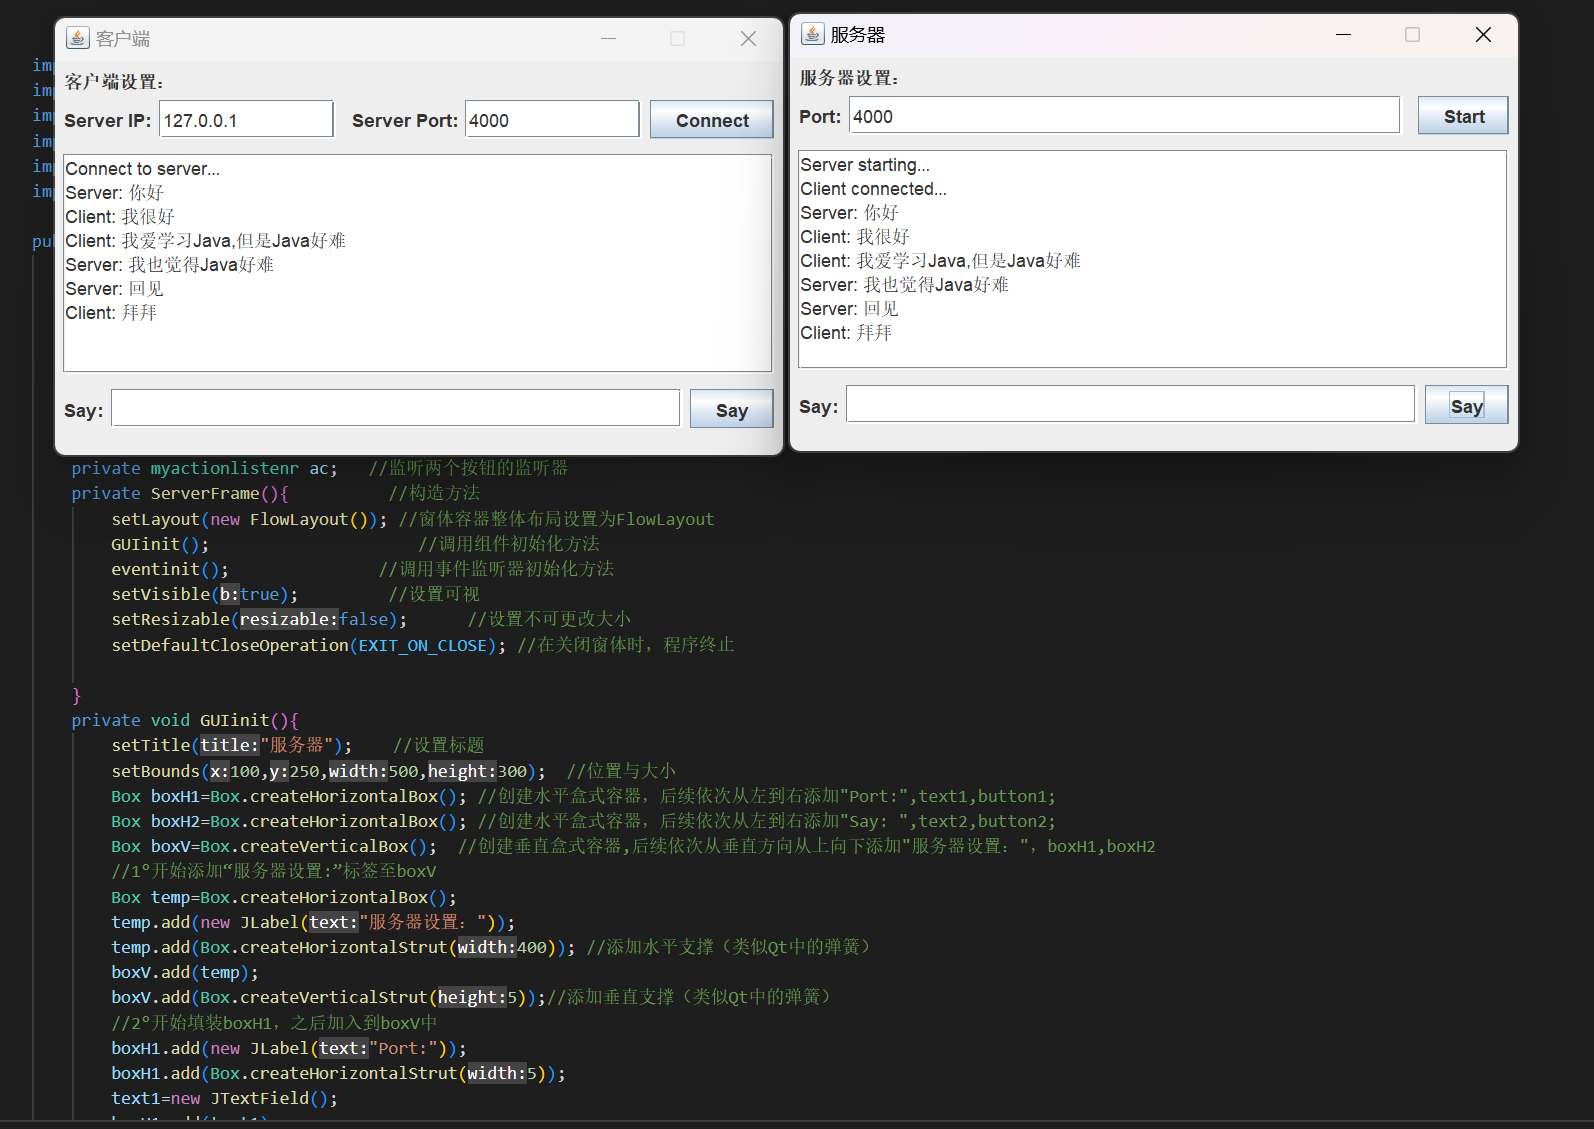 客户端
客户端设置：
Server IP: 127.0.0.1 Server Port: 4000 Connect
Connect to server...
Server: 你好
Client: 我很好
Client: 我爱学习Java,但是Java好难
Server: 我也觉得Java好难
Server: 回见
Client: 拜拜
Say: Say
服务器
服务器设置：
Port: 4000 Start
Server starting...
Client connected...
Server: 你好
Client: 我很好
Client: 我爱学习Java,但是Java好难
Server: 我也觉得Java好难
Server: 回见
Client: 拜拜
Say: Say
private myactionlistenr ac; //监听两个按钮的监听器
private ServerFrame(){ //构造方法
setLayout(new FlowLayout()); //窗体容器整体布局设置为FlowLayout
GUIinit(); //调用组件初始化方法
eventinit(); //调用事件监听器初始化方法
setVisible(b:true); //设置可视
setResizable(resizable:false); //设置不可更改大小
setDefaultCloseOperation(EXIT_ON_CLOSE); //在关闭窗体时，程序终止
}
private void GUIinit(){
setTitle(title:"服务器"); //设置标题
setBounds(x:100,y:250,width:500,height:300); //位置与大小
Box boxH1=Box.createHorizontalBox(); //创建水平盒式容器，后续依次从左到右添加"Port:",text1,button1;
Box boxH2=Box.createHorizontalBox(); //创建水平盒式容器，后续依次从左到右添加"Say: ",text2,button2;
Box boxV=Box.createVerticalBox(); //创建垂直盒式容器,后续依次从垂直方向从上向下添加"服务器设置："，boxH1,boxH2
//1°开始添加“服务器设置:”标签至boxV
Box temp=Box.createHorizontalBox();
temp.add(new JLabel(text:"服务器设置："));
temp.add(Box.createHorizontalStrut(width:400)); //添加水平支撑（类似Qt中的弹簧）
boxV.add(temp);
boxV.add(Box.createVerticalStrut(height:5));//添加垂直支撑（类似Qt中的弹簧）
//2°开始填装boxH1，之后加入到boxV中
boxH1.add(new JLabel(text:"Port:"));
boxH1.add(Box.createHorizontalStrut(width:5));
text1=new JTextField();